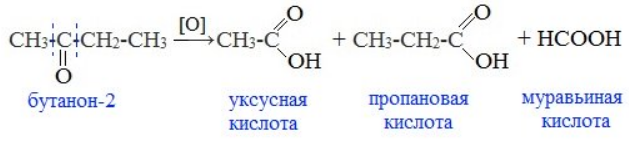 CH₃-C-CH₂-CH₃ [O] CH₃-C O OH + CH₃-CH₂-C O OH + HCOOH
O
бутанон-2 уксусная кислота пропановая кислота муравьиная кислота